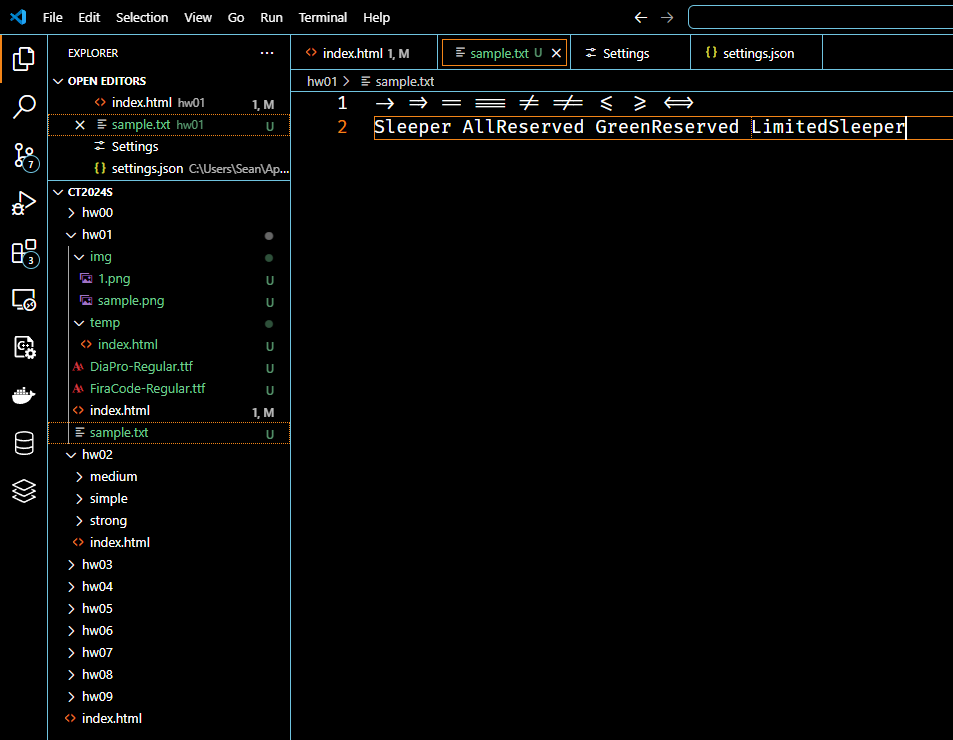 File Edit Selection View Go Run Terminal Help
EXPLORER
OPEN EDITORS
index.html hw01 1, M
sample.txt hw01 U
Settings
settings.json C:\Users\Sean\Ap...
CT2024S
hw00
hw01
img
1.png U
sample.png U
temp
index.html U
DiaPro-Regular.ttf U
FiraCode-Regular.ttf U
index.html 1, M
sample.txt U
hw02
medium
simple
strong
index.html
hw03
hw04
hw05
hw06
hw07
hw08
hw09
index.html
7
3
index.html 1, M
sample.txt U
Settings
settings.json
hw01 > sample.txt
1 → ⇒ == === ≠ ≠= ≤ ≥ ⇔
2 Sleeper AllReserved GreenReserved LimitedSleeper